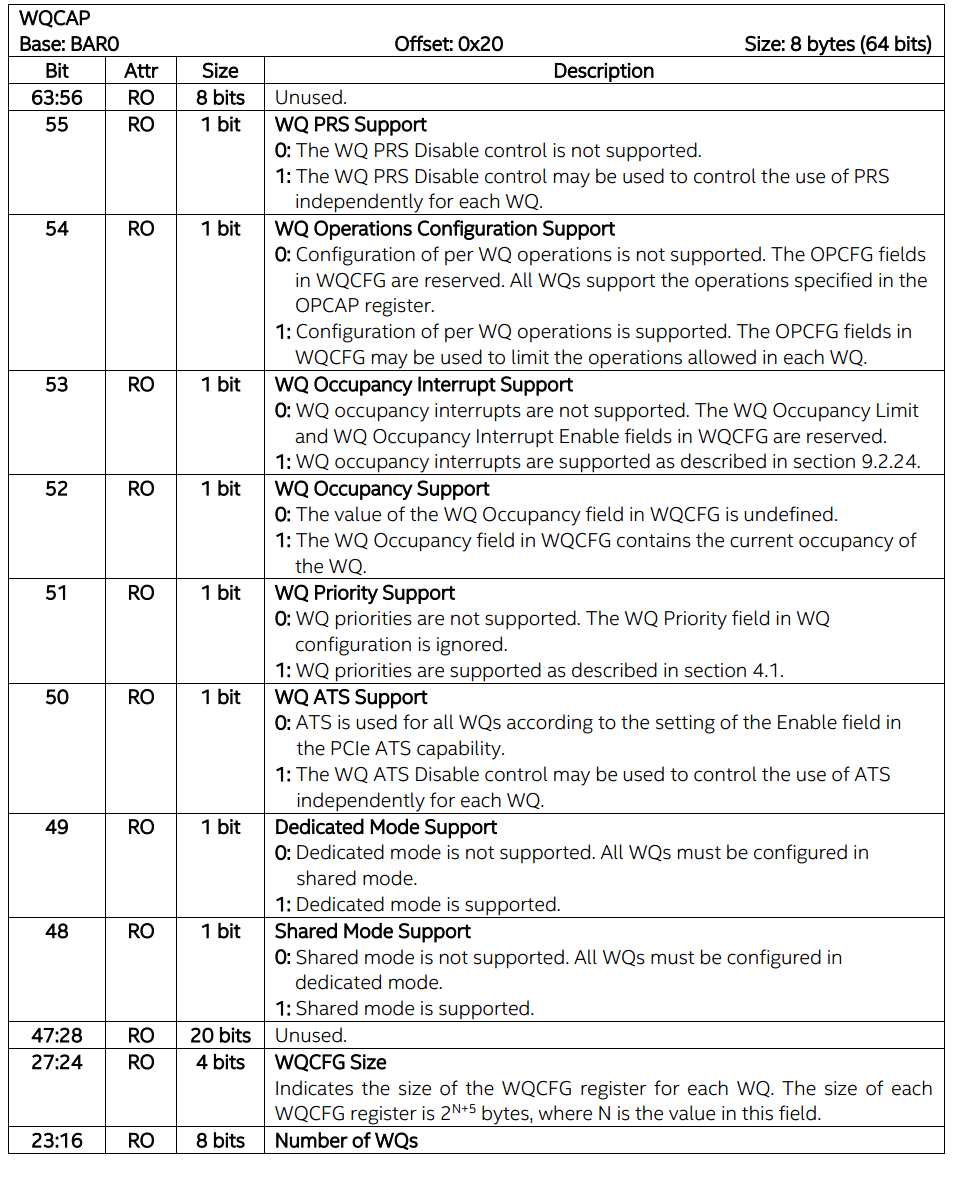 WQCAP
Base: BAR0 Offset: 0x20 Size: 8 bytes (64 bits)
Bit Attr Size Description
63:56 RO 8 bits Unused.
55 RO 1 bit WQ PRS Support
0: The WQ PRS Disable control is not supported.
1: The WQ PRS Disable control may be used to control the use of PRS
independently for each WQ.
54 RO 1 bit WQ Operations Configuration Support
0: Configuration of per WQ operations is not supported. The OPCFG fields
in WQCFG are reserved. All WQs support the operations specified in the
OPCAP register.
1: Configuration of per WQ operations is supported. The OPCFG fields in
WQCFG may be used to limit the operations allowed in each WQ.
53 RO 1 bit WQ Occupancy Interrupt Support
0: WQ occupancy interrupts are not supported. The WQ Occupancy Limit
and WQ Occupancy Interrupt Enable fields in WQCFG are reserved.
1: WQ occupancy interrupts are supported as described in section 9.2.24.
52 RO 1 bit WQ Occupancy Support
0: The value of the WQ Occupancy field in WQCFG is undefined.
1: The WQ Occupancy field in WQCFG contains the current occupancy of
the WQ.
51 RO 1 bit WQ Priority Support
0: WQ priorities are not supported. The WQ Priority field in WQ
configuration is ignored.
1: WQ priorities are supported as described in section 4.1.
50 RO 1 bit WQ ATS Support
0: ATS is used for all WQs according to the setting of the Enable field in
the PCIe ATS capability.
1: The WQ ATS Disable control may be used to control the use of ATS
independently for each WQ.
49 RO 1 bit Dedicated Mode Support
0: Dedicated mode is not supported. All WQs must be configured in
shared mode.
1: Dedicated mode is supported.
48 RO 1 bit Shared Mode Support
0: Shared mode is not supported. All WQs must be configured in
dedicated mode.
1: Shared mode is supported.
47:28 RO 20 bits Unused.
27:24 RO 4 bits WQCFG Size
Indicates the size of the WQCFG register for each WQ. The size of each
WQCFG register is 2^N+5 bytes, where N is the value in this field.
23:16 RO 8 bits Number of WQs